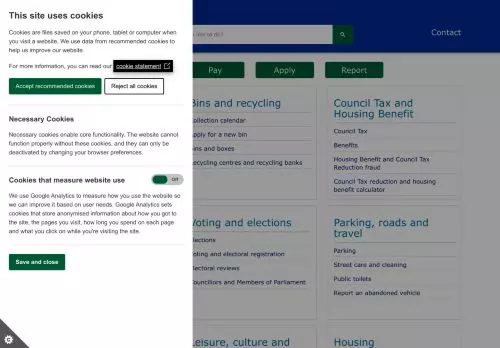 This site uses cookies
Cookies are files saved on your phone, tablet or computer when
you visit a website. We use data from recommended cookies to
help us improve our website.
For more information, you can read our cookie statement
Accept recommended cookies
Reject all cookies
Necessary Cookies
Necessary cookies enable core functionality. The website cannot
function properly without these cookies, and they can only be
deactivated by changing your browser preferences.
Cookies that measure website use
Off
We use Google Analytics to measure how you use the website so
we can improve it based on user needs. Google Analytics sets
cookies that store anonymised information about how you got to
the site, the pages you visit, how long you spend on each page
and what you click on while you're visiting the site.
Save and close
like to do?
Contact
Pay
Apply
Report
Bins and recycling
Collection calendar
Apply for a new bin
Bins and boxes
Recycling centres and recycling banks
Council Tax and
Housing Benefit
Council Tax
Benefits
Housing Benefit and Council Tax
Reduction fraud
Council Tax reduction and housing
benefit calculator
Voting and elections
Elections
Voting and electoral registration
Electoral reviews
Councillors and Members of Parliament
Parking, roads and
travel
Parking
Street care and cleaning
Public toilets
Report an abandoned vehicle
Leisure, culture and
Housing